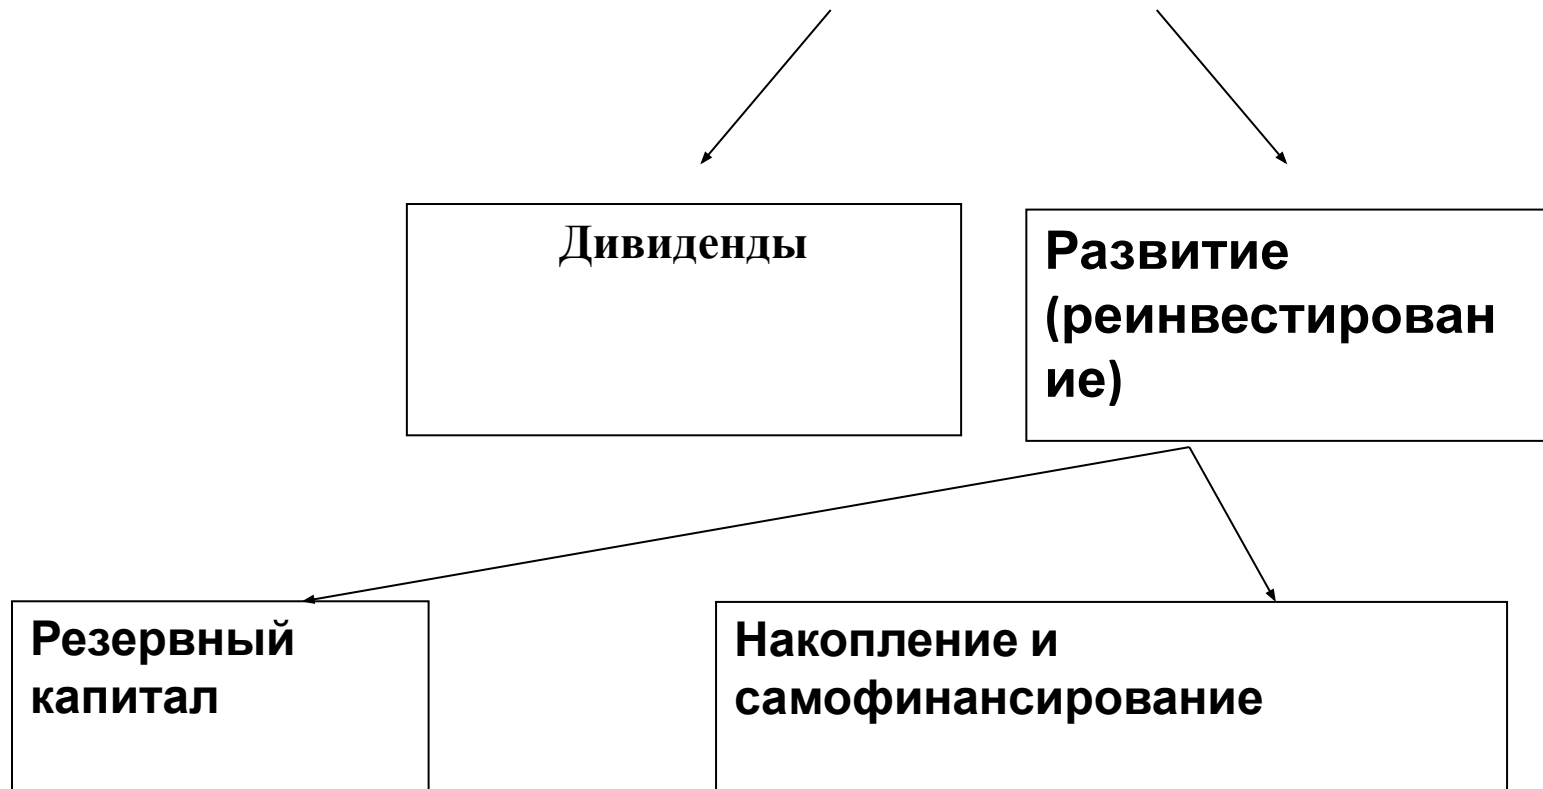 Дивиденды
Развитие
(реинвестирован
ие)
Резервный
капитал
Накопление и
самофинансирование